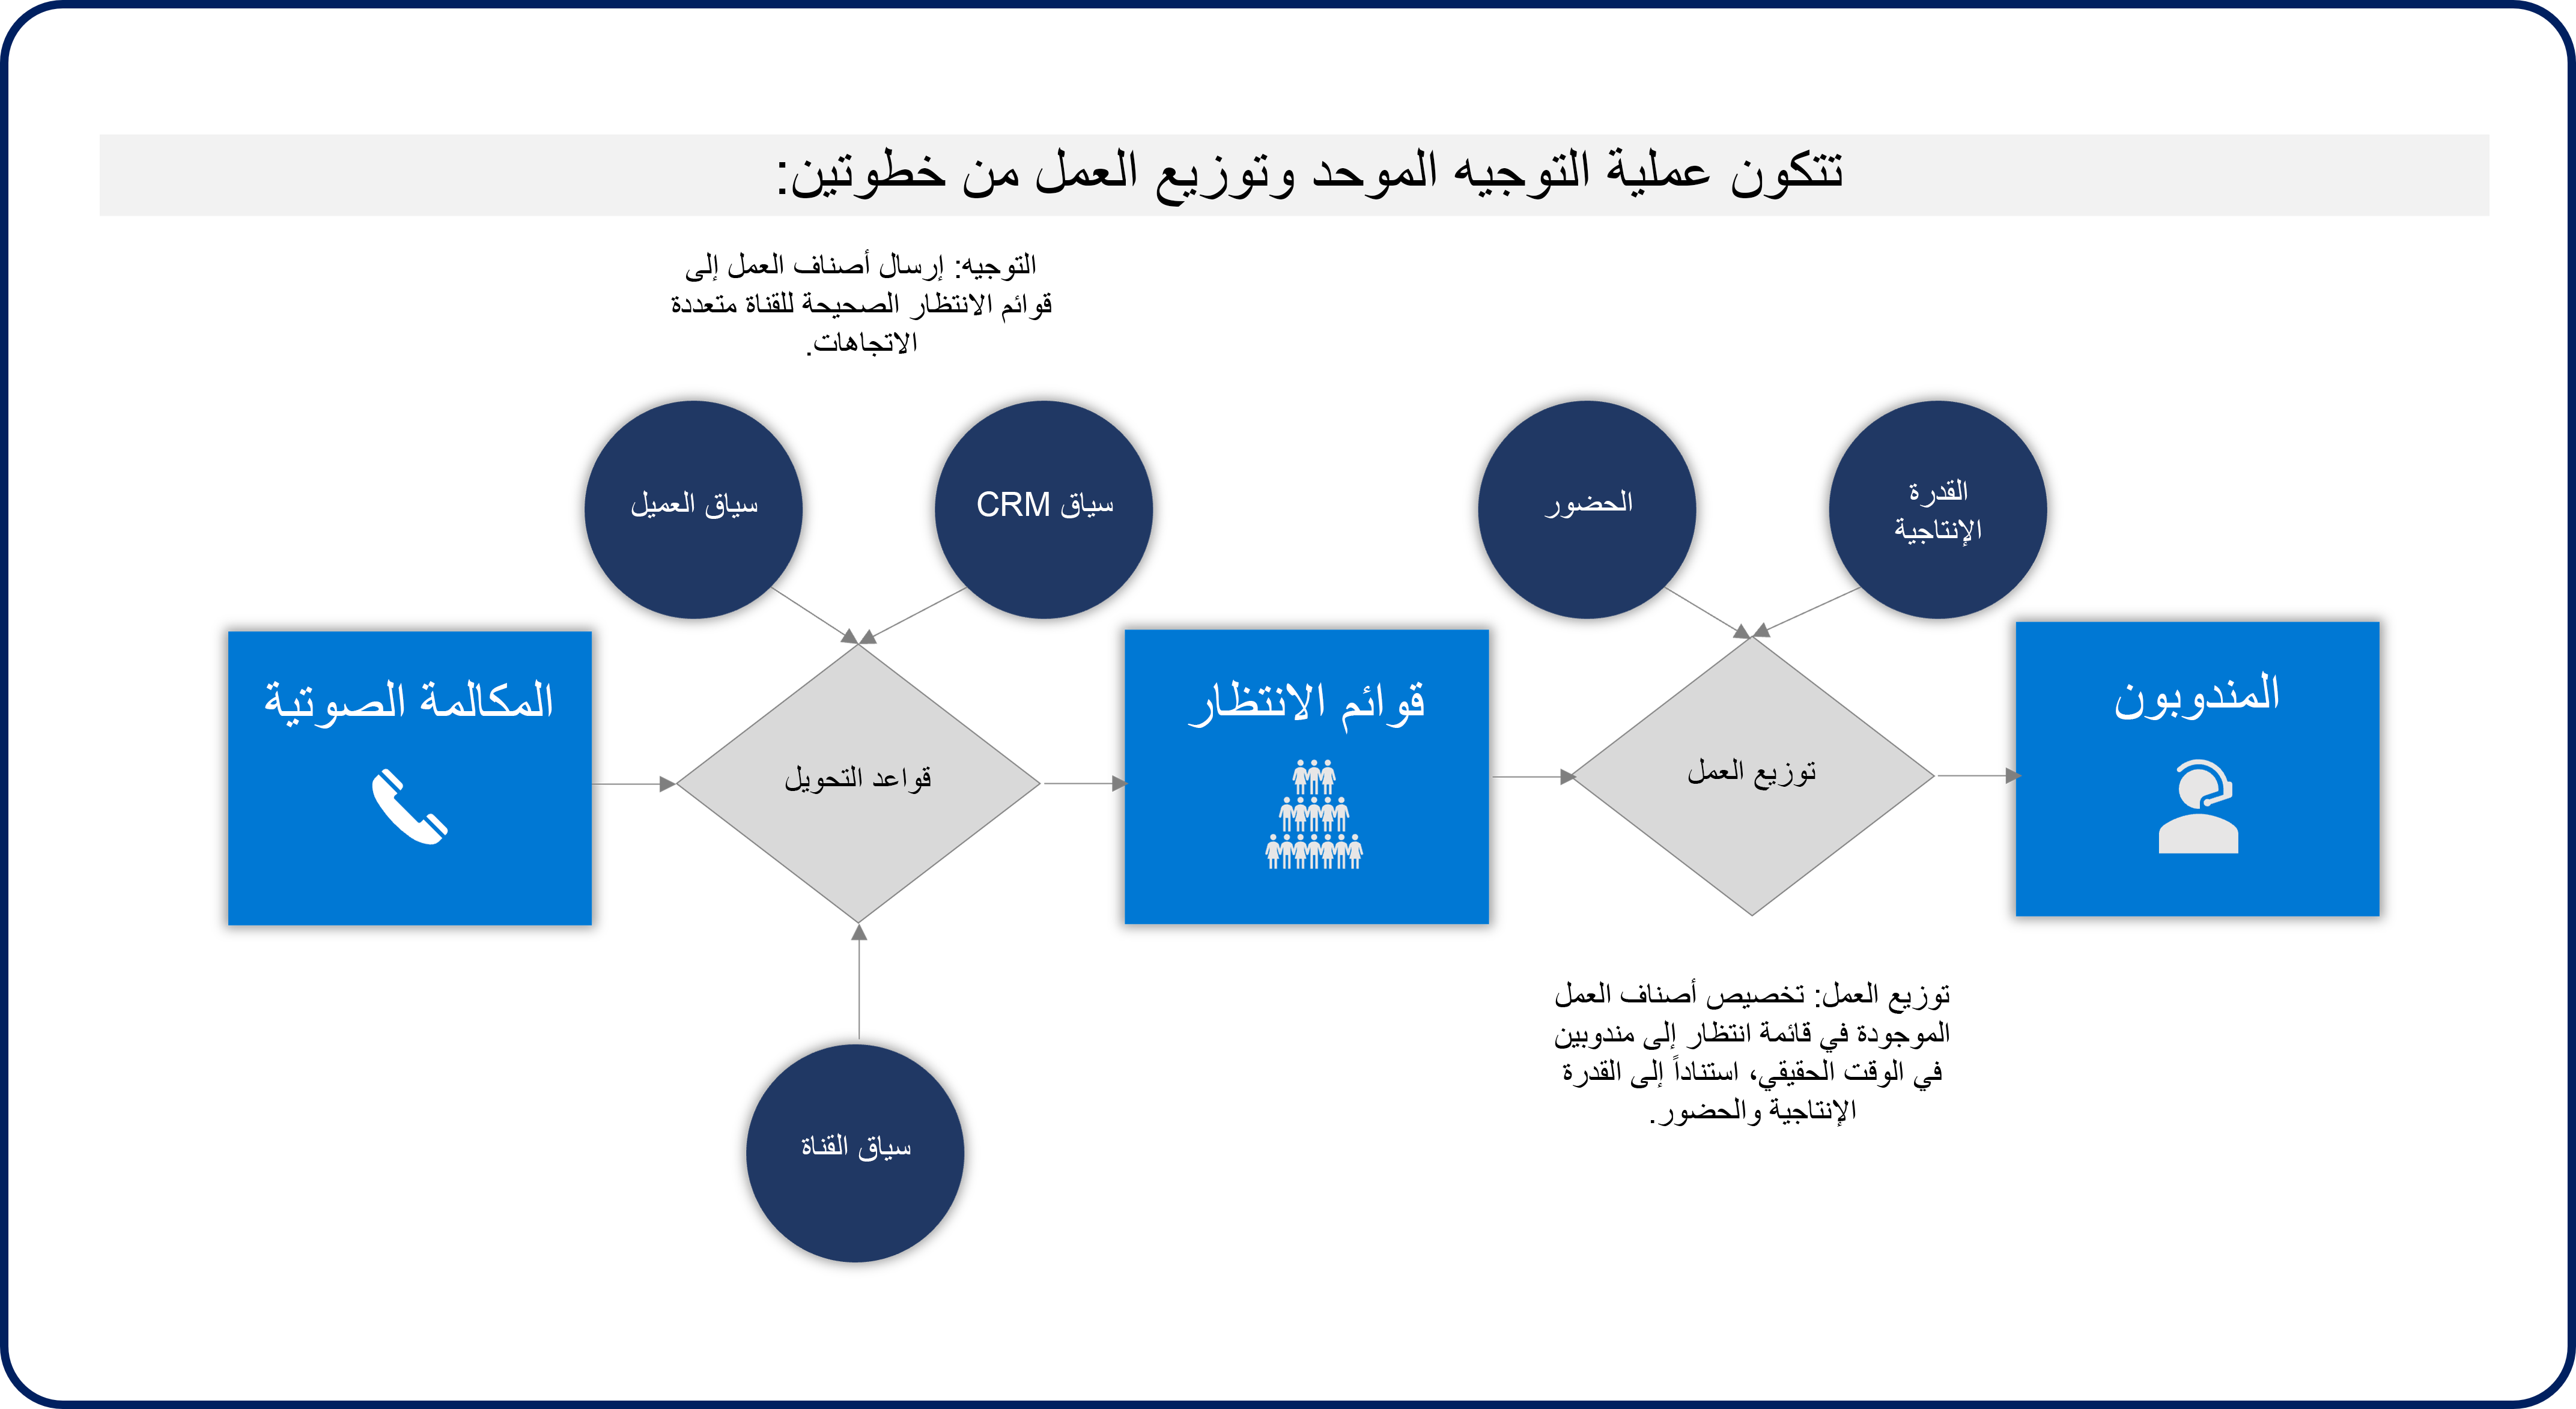 تتكون عملية التوجيه الموحد وتوزيع العمل من خطوتين:
التوجيه: إرسال أصناف العمل إلى
قوائم الانتظار الصحيحة للقناة متعددة
الاتجاهات.
سياق العميل
سياق CRM
الحضور
القدرة
الإنتاجية
المكالمة الصوتية
قواعد التحويل
قوائم الانتظار
توزيع العمل
المندوبون
توزيع العمل: تخصيص أصناف العمل
الموجودة في قائمة انتظار إلى مندوبين
في الوقت الحقيقي، استناداً إلى القدرة
الإنتاجية والحضور.
سياق القناة